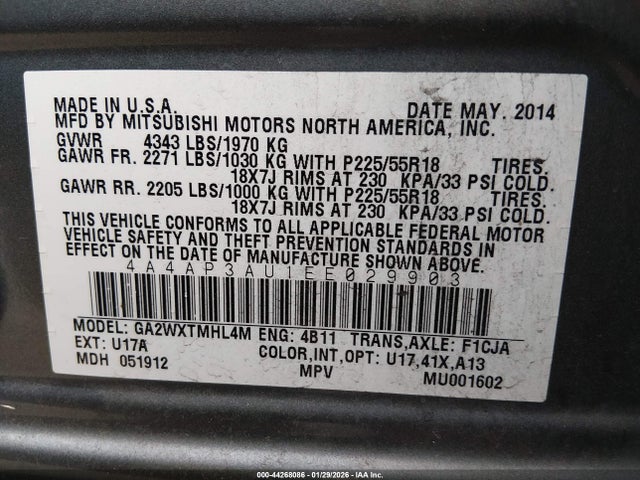 MADE IN U.S.A. DATE MAY. 2014
MFD BY MITSUBISHI MOTORS NORTH AMERICA, INC.
GVWR 4343 LBS/1970 KG
GAWR FR. 2271 LBS/1030 KG WITH P225/55R18 TIRES.
18X7J RIMS AT 230 KPA/33 PSI COLD.
GAWR RR. 2205 LBS/1000 KG WITH P225/55R18 TIRES.
18X7J RIMS AT 230 KPA/33 PSI COLD.
THIS VEHICLE CONFORMS TO ALL APPLICABLE FEDERAL MOTOR
VEHICLE SAFETY AND THEFT PREVENTION STANDARDS IN
EFFECT ON THE DATE OF MANUFACTURE SHOWN ABOVE.
4A4AP3AU1EE029903
MODEL: GA2WXTMHL4M ENG: 4B11 TRANS,AXLE: F1CJA
EXT: U17A COLOR,INT,OPT: U17,41X,A13
MDH 051912 MPV MU001602
000-44268086 - 01/29/2026 - IAA, LLC